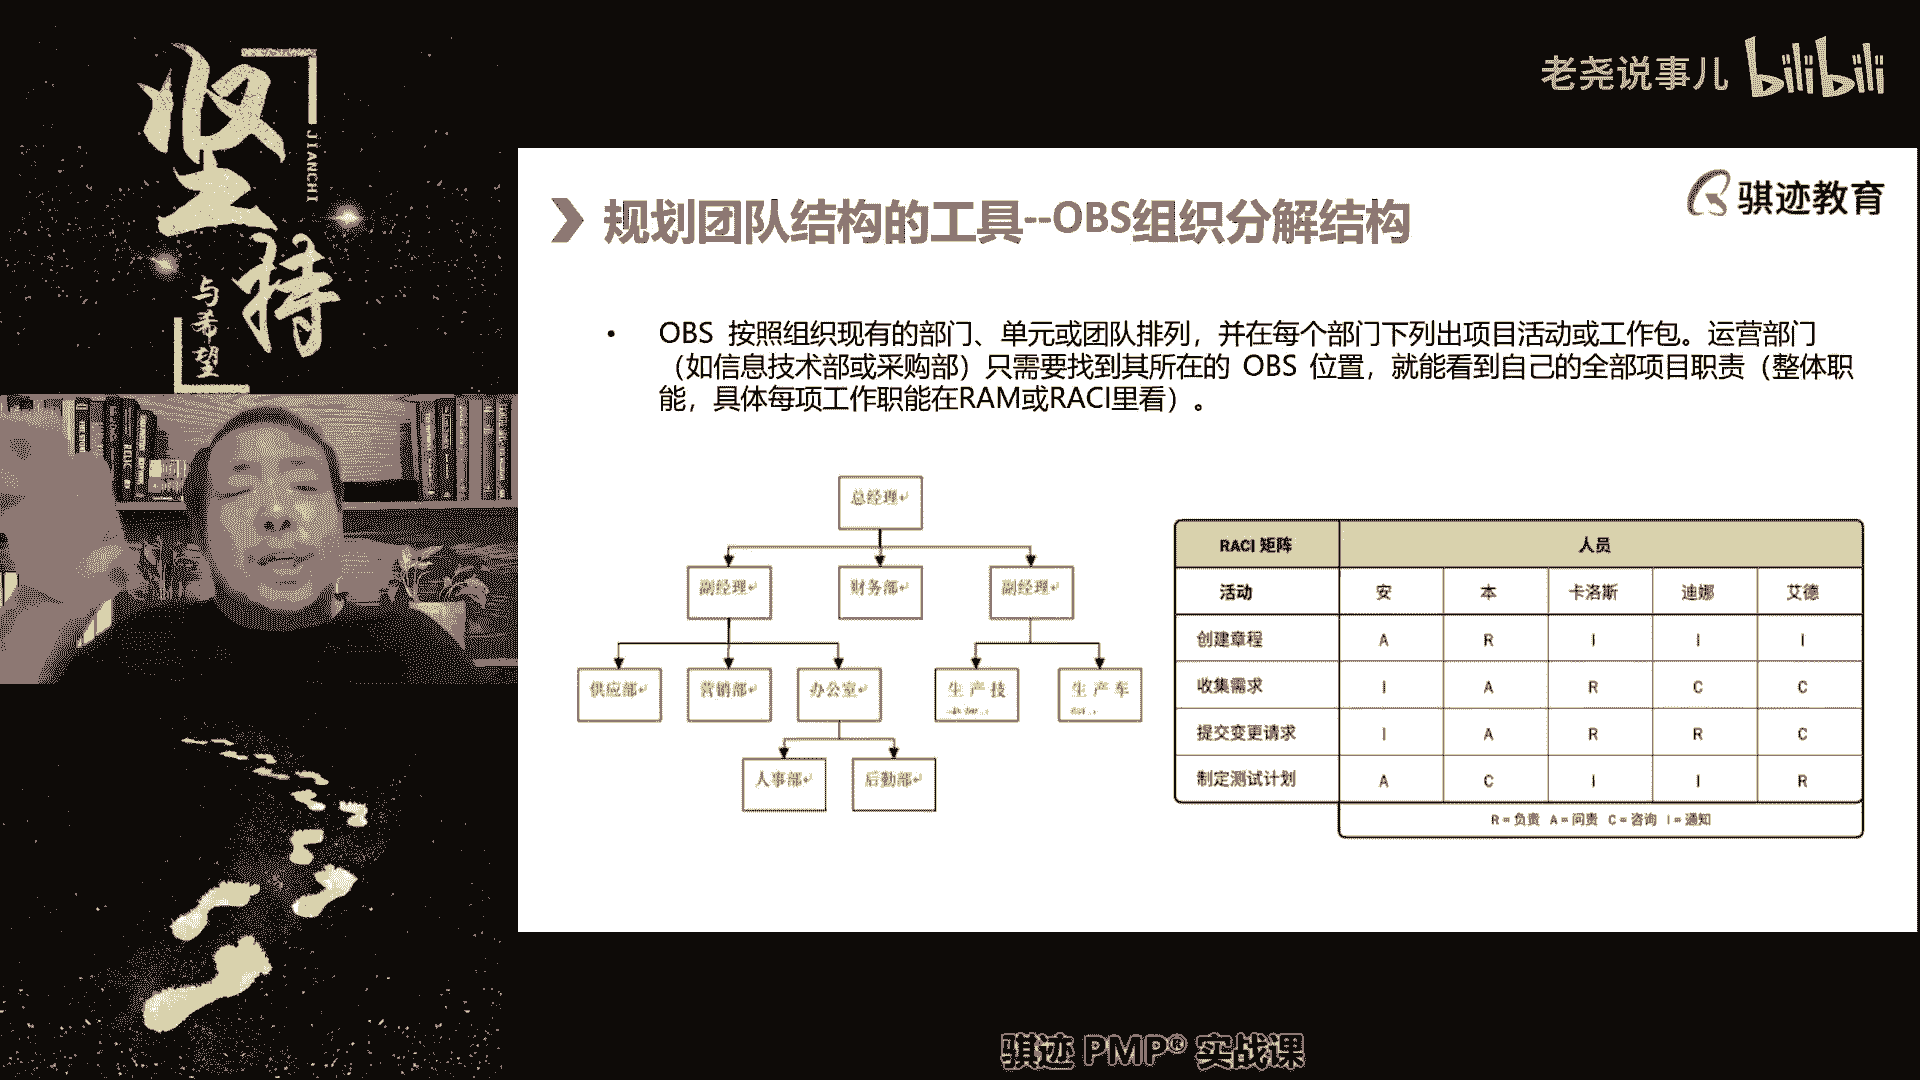 坚持
JIANCHI
与希望
老尧说事儿 bilibili
骐迹教育
规划团队结构的工具--OBS组织分解结构
• OBS 按照组织现有的部门、单元或团队排列，并在每个部门下列出项目活动或工作包。运营部门
（如信息技术部或采购部）只需要找到其所在的 OBS 位置，就能看到自己的全部项目职责（整体职
能，具体每项工作职能在RAM或RACI里看）。
总经理
副经理 财务部 副经理
供应部 营销部 办公室 生产技 生产车
人事部 后勤部
RACI 矩阵 人员
活动 安 本 卡洛斯 迪娜 艾德
创建章程 A R I I I
收集需求 I A R C C
提交变更请求 I A R R C
制定测试计划 A C I I R
R = 负责 A = 问责 C = 咨询 I = 通知
骐迹 PMP® 实战课